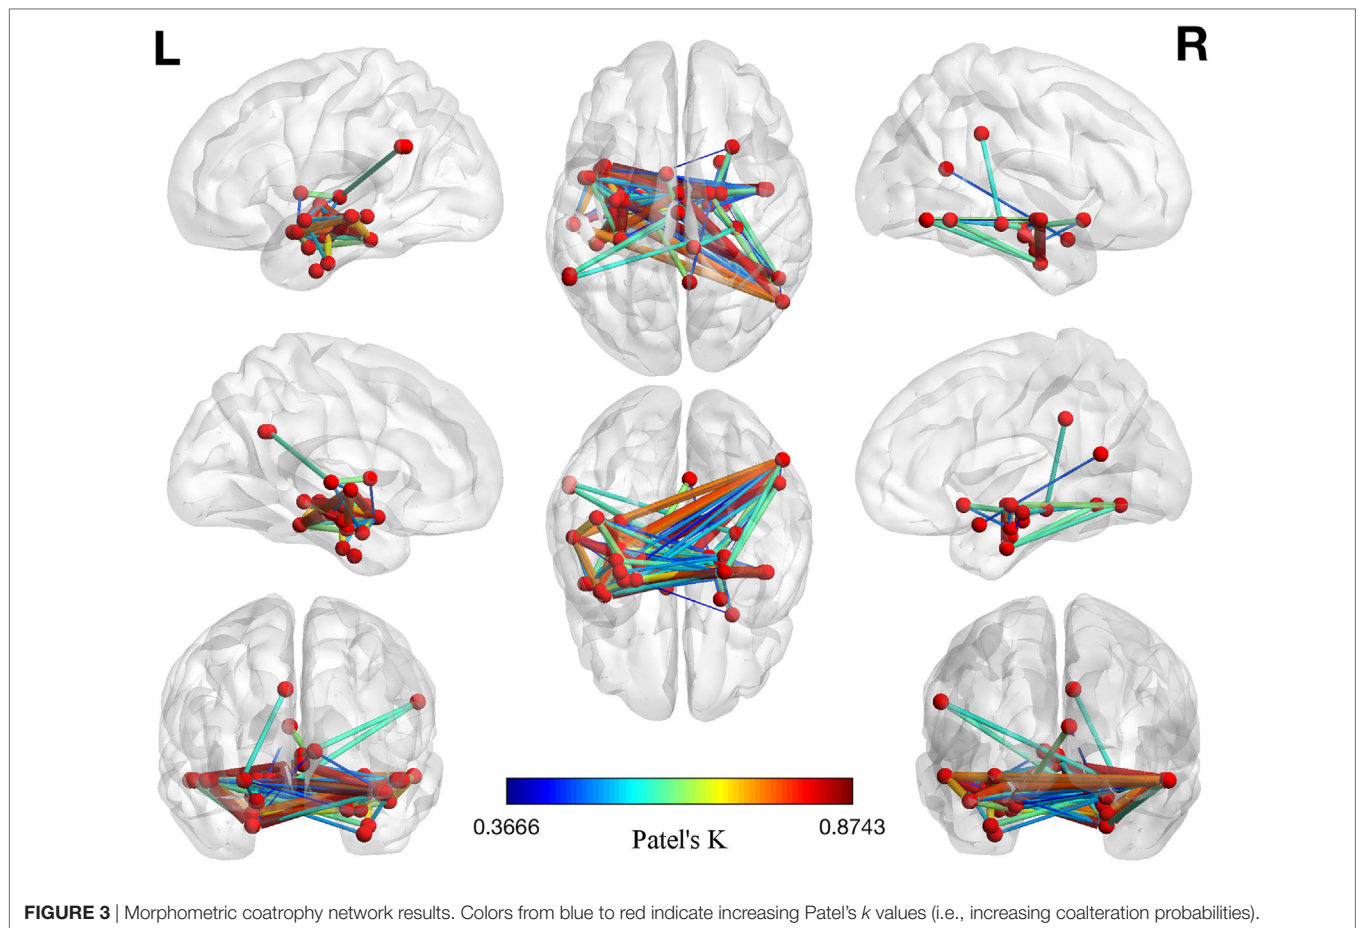 L
R
0.3666
0.8743
Patel's K
FIGURE 3 | Morphometric coatrophy network results. Colors from blue to red indicate increasing Patel’s k values (i.e., increasing coalteration probabilities).